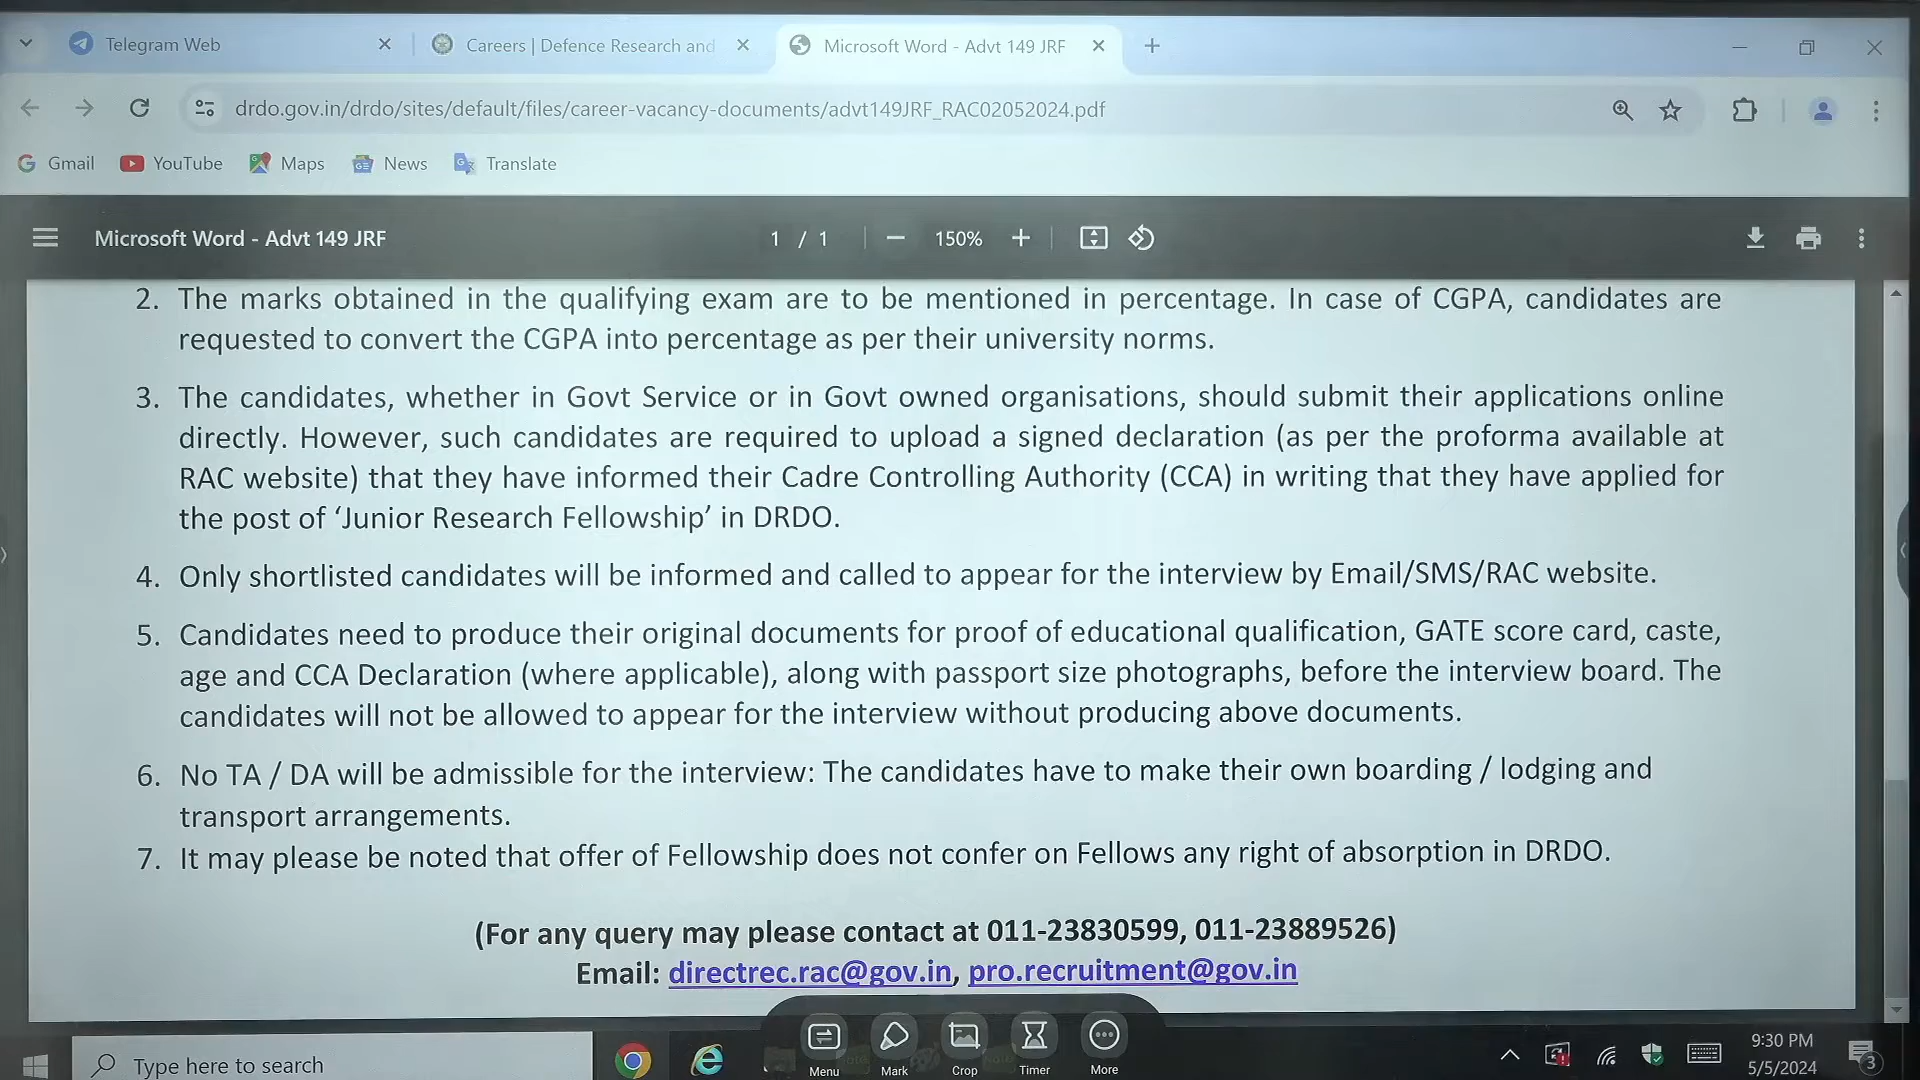 Telegram Web
Careers | Defence Research and
Microsoft Word - Advt 149 JRF
drdo.gov.in/drdo/sites/default/files/career-vacancy-documents/advt149JRF_RAC02052024.pdf
Gmail
YouTube
Maps
News
Translate
Microsoft Word - Advt 149 JRF
1 / 1
150%
2. The marks obtained in the qualifying exam are to be mentioned in percentage. In case of CGPA, candidates are
requested to convert the CGPA into percentage as per their university norms.
3. The candidates, whether in Govt Service or in Govt owned organisations, should submit their applications online
directly. However, such candidates are required to upload a signed declaration (as per the proforma available at
RAC website) that they have informed their Cadre Controlling Authority (CCA) in writing that they have applied for
the post of ‘Junior Research Fellowship’ in DRDO.
4. Only shortlisted candidates will be informed and called to appear for the interview by Email/SMS/RAC website.
5. Candidates need to produce their original documents for proof of educational qualification, GATE score card, caste,
age and CCA Declaration (where applicable), along with passport size photographs, before the interview board. The
candidates will not be allowed to appear for the interview without producing above documents.
6. No TA / DA will be admissible for the interview: The candidates have to make their own boarding / lodging and
transport arrangements.
7. It may please be noted that offer of Fellowship does not confer on Fellows any right of absorption in DRDO.
(For any query may please contact at 011-23830599, 011-23889526)
Email: directrec.rac@gov.in, pro.recruitment@gov.in
Type here to search
Menu
Mark
Crop
Timer
More
9:30 PM
5/5/2024
3